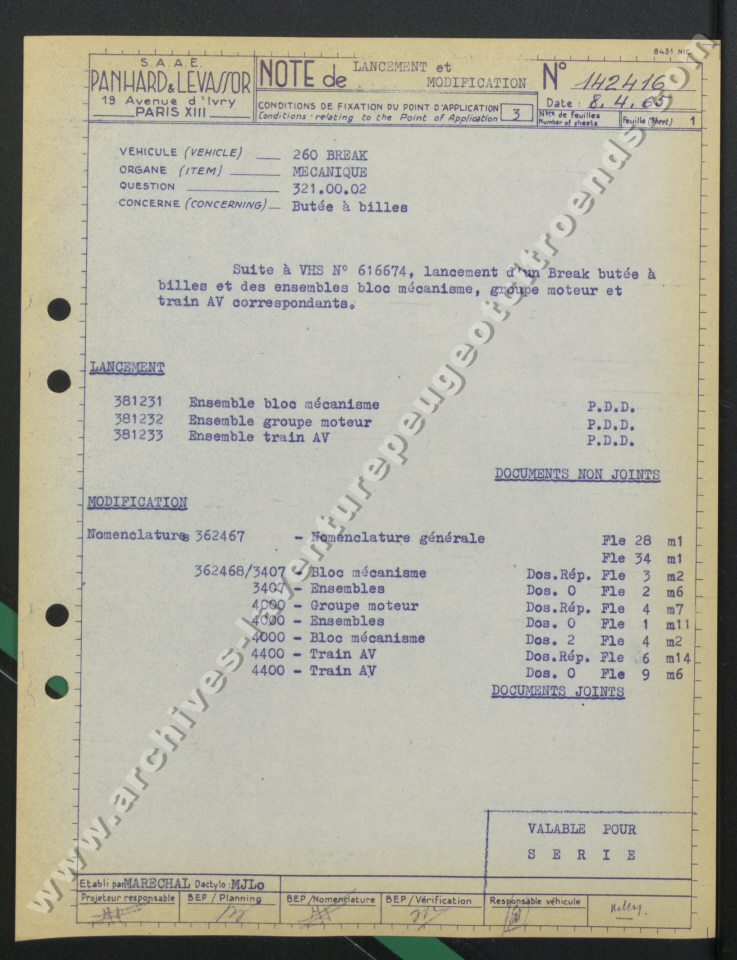 8431 NIC
S.A.A.E.
PANHARD & LEVASSOR
19 Avenue d'Ivry
PARIS XIII
NOTE de LANCEMENT et
MODIFICATION
N° 142416
Date : 8.4.65
CONDITIONS DE FIXATION DU POINT D'APPLICATION
Conditions relating to the Point of Application
3
Nbre de feuilles
Number of sheets
Feuille (Sheet) 1
VEHICULE (VEHICLE) 260 BREAK
ORGANE (ITEM) MECANIQUE
QUESTION 321.00.02
CONCERNE (CONCERNING) Butée à billes
Suite à VHS N° 616674, lancement d'un Break butée à
billes et des ensembles bloc mécanisme, groupe moteur et
train AV correspondants.
LANCEMENT
381231 Ensemble bloc mécanisme P.D.D.
381232 Ensemble groupe moteur P.D.D.
381233 Ensemble train AV P.D.D.
DOCUMENTS NON JOINTS
MODIFICATION
Nomenclatures 362467 - Nomenclature générale Fle 28 m1
Fle 34 m1
362468/3407 - Bloc mécanisme Dos.Rép. Fle 3 m2
3407 - Ensembles Dos. 0 Fle 2 m6
4000 - Groupe moteur Dos.Rép. Fle 4 m7
4000 - Ensembles Dos. 0 Fle 1 m11
4000 - Bloc mécanisme Dos. 2 Fle 4 m2
4400 - Train AV Dos.Rép. Fle 6 m14
4400 - Train AV Dos. 0 Fle 9 m6
DOCUMENTS JOINTS
VALABLE POUR
S E R I E
Etabli par MARECHAL Dactylo : MJLo
Projeteur responsable
BEP / Planning
BEP / Nomenclature
BEP / Vérification
Responsable véhicule
www.archives-laventurepeugeotcitroends.com